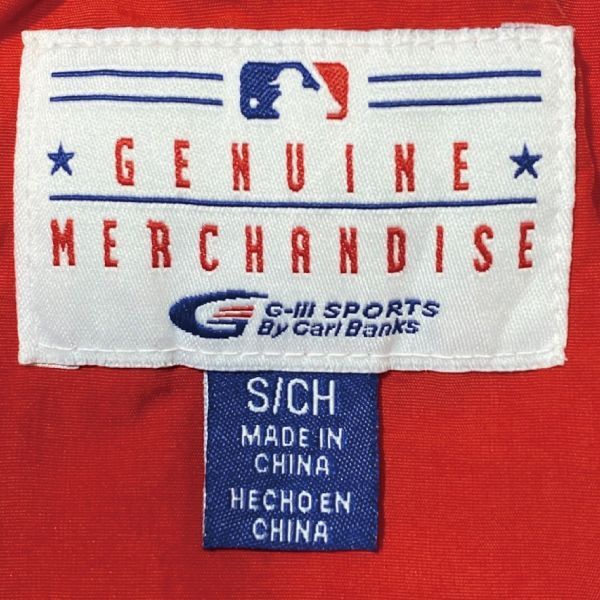 GENUINE
MERCHANDISE
G-III SPORTS
By Carl Banks
S/CH
MADE IN
CHINA
HECHO EN
CHINA